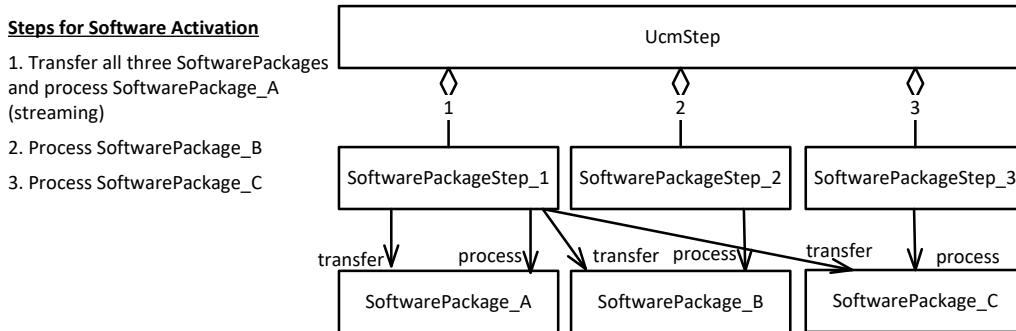 Steps for Software Activation
1. Transfer all three SoftwarePackages
and process SoftwarePackage_A
(streaming)
2. Process SoftwarePackage_B
3. Process SoftwarePackage_C
UcmStep
1
2
3
SoftwarePackageStep_1
SoftwarePackageStep_2
SoftwarePackageStep_3
transfer
process
transfer
process
transfer
process
SoftwarePackage_A
SoftwarePackage_B
SoftwarePackage_C